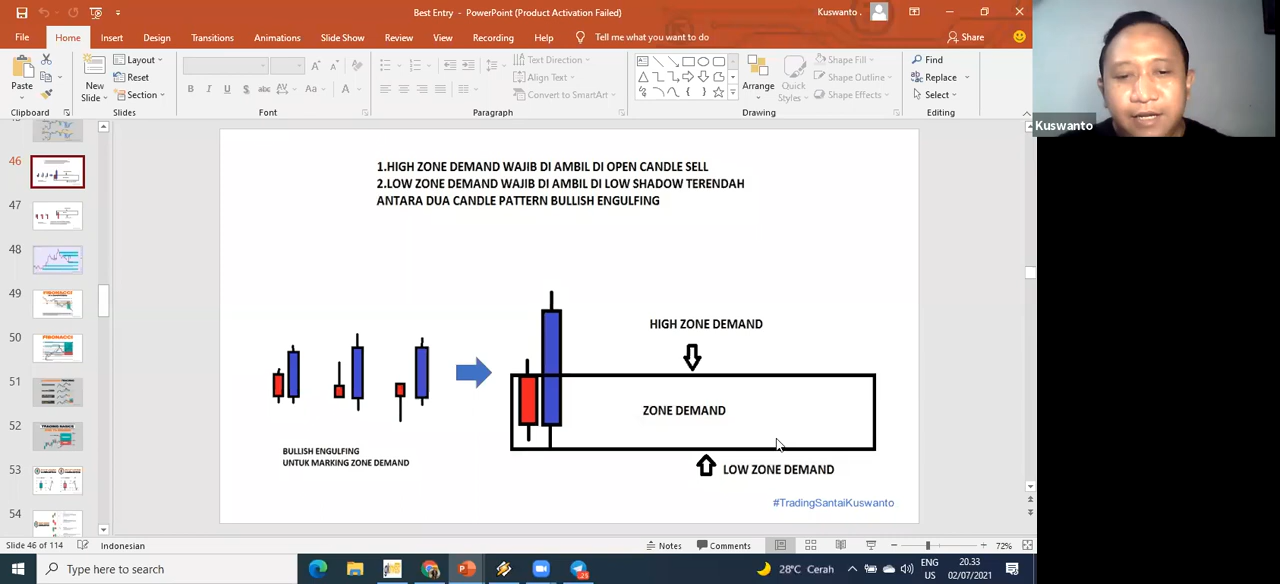 Best Entry - PowerPoint (Product Activation Failed)
Kuswanto .
File Home Insert Design Transitions Animations Slide Show Review View Recording Help Tell me what you want to do Share
Paste
Clipboard
New Slide
Layout
Reset
Section
Slides
B I U S abc AV Aa A
Font
Text Direction
Align Text
Convert to SmartArt
Paragraph
Arrange
Quick Styles
Shape Fill
Shape Outline
Shape Effects
Drawing
Find
Replace
Select
Editing
Kuswanto
46
47
48
49
50
51
52
53
54
1.HIGH ZONE DEMAND WAJIB DI AMBIL DI OPEN CANDLE SELL
2.LOW ZONE DEMAND WAJIB DI AMBIL DI LOW SHADOW TERENDAH
ANTARA DUA CANDLE PATTERN BULLISH ENGULFING
HIGH ZONE DEMAND
ZONE DEMAND
LOW ZONE DEMAND
BULLISH ENGULFING
UNTUK MARKING ZONE DEMAND
#TradingSantaiKuswanto
Slide 46 of 114 Indonesian Notes Comments 72%
Type here to search
28°C Cerah
ENG
US
20.33
02/07/2021